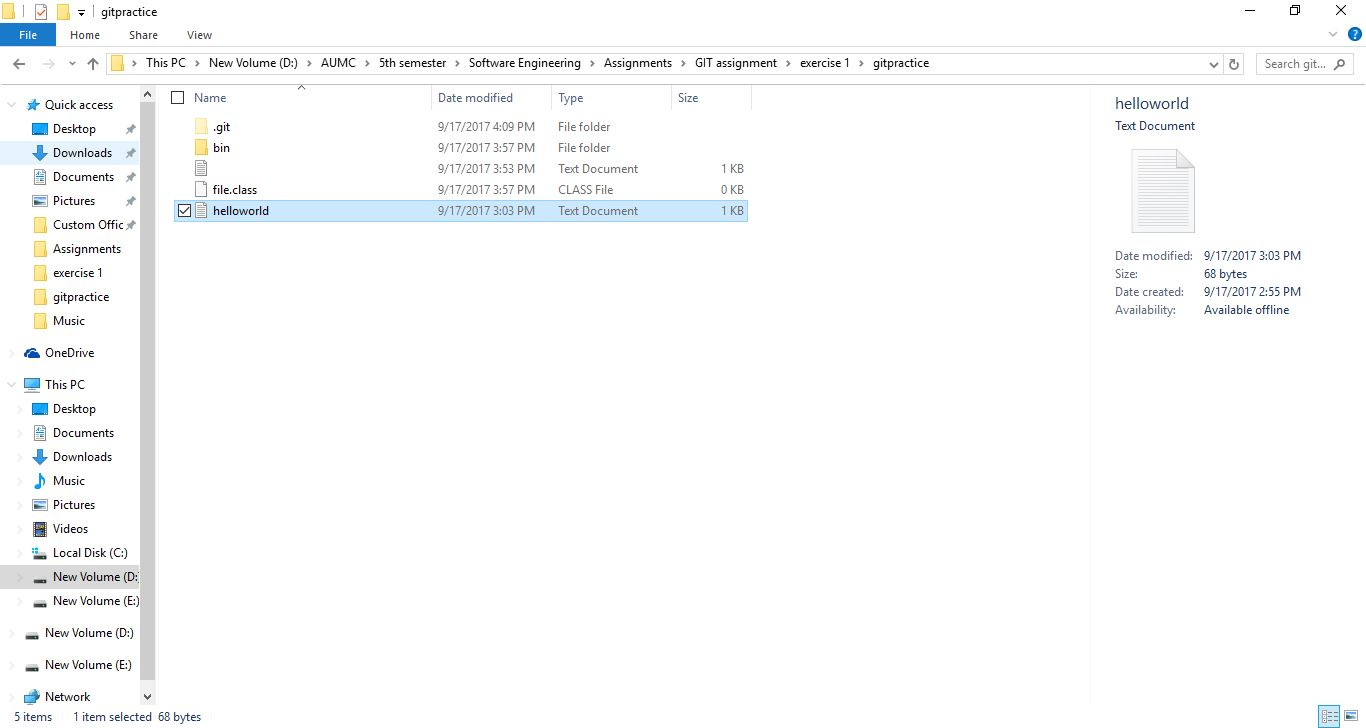 gitpractice
File Home Share View
This PC New Volume (D:) AUMC 5th semester Software Engineering Assignments GIT assignment exercise 1 gitpractice
Search git...
Quick access
Desktop
Downloads
Documents
Pictures
Custom Offic
Assignments
exercise 1
gitpractice
Music
OneDrive
This PC
Desktop
Documents
Downloads
Music
Pictures
Videos
Local Disk (C:)
New Volume (D:
New Volume (E:)
New Volume (D:)
New Volume (E:)
Network
Name Date modified Type Size
.git 9/17/2017 4:09 PM File folder
bin 9/17/2017 3:57 PM File folder
9/17/2017 3:53 PM Text Document 1 KB
file.class 9/17/2017 3:57 PM CLASS File 0 KB
helloworld 9/17/2017 3:03 PM Text Document 1 KB
helloworld
Text Document
Date modified: 9/17/2017 3:03 PM
Size: 68 bytes
Date created: 9/17/2017 2:55 PM
Availability: Available offline
5 items 1 item selected 68 bytes